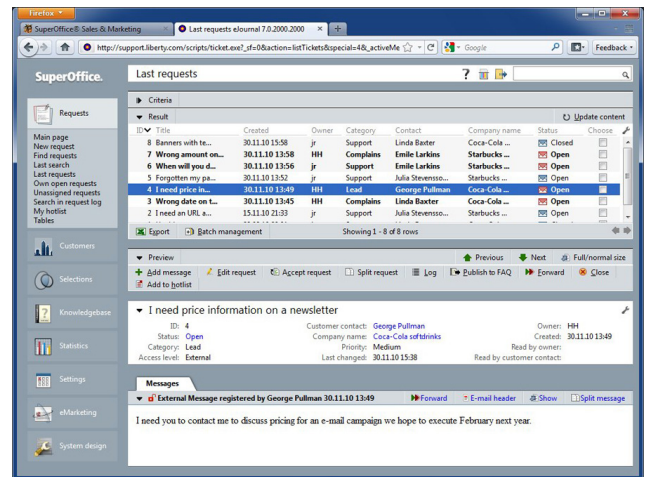 Firefox
SuperOffice® Sales & Marketing
Last requests eJournal 7.0.2000.2000
http://support.liberty.com/scripts/ticket.exe?_sf=0&action=listTickets&special=4&_activeMe
Google
Feedback
SuperOffice.
Last requests
Requests
Main page
New request
Find requests
Last search
Last requests
Own open requests
Unassigned requests
Search in request log
My hotlist
Tables
Customers
Selections
Knowledgebase
Statistics
Settings
eMarketing
System design
Criteria
Result Update content
ID Title Created Owner Category Contact Company name Status Choose
8 Banners with te... 30.11.10 15:58 jr Support Linda Baxter Coca-Cola ... Closed
7 Wrong amount on... 30.11.10 13:58 HH Complains Emile Larkins Starbucks ... Open
6 When will you d... 30.11.10 13:56 jr Support Emile Larkins Starbucks ... Open
5 Forgotten my pa... 30.11.10 13:52 jr Support Julia Stevensso... Starbucks ... Open
4 I need price in... 30.11.10 13:49 HH Lead George Pullman Coca-Cola ... Open
3 Wrong date on t... 30.11.10 13:45 HH Complains Linda Baxter Coca-Cola ... Open
2 I need an URL a... 15.11.10 21:33 jr Support Julia Stevensso... Starbucks ... Open
Export Batch management Showing 1 - 8 of 8 rows
Preview Previous Next Full/normal size
Add message Edit request Accept request Split request Log Publish to FAQ Forward Close
Add to hotlist
I need price information on a newsletter
ID: 4 Customer contact: George Pullman Owner: HH
Status: Open Company name: Coca-Cola softdrinks Created: 30.11.10 13:49
Category: Lead Priority: Medium Read by owner:
Access level: External Last changed: 30.11.10 15:38 Read by customer contact:
Messages
External Message registered by George Pullman 30.11.10 13:49 Forward E-mail header Show Split message
I need you to contact me to discuss pricing for an e-mail campaign we hope to execute February next year.